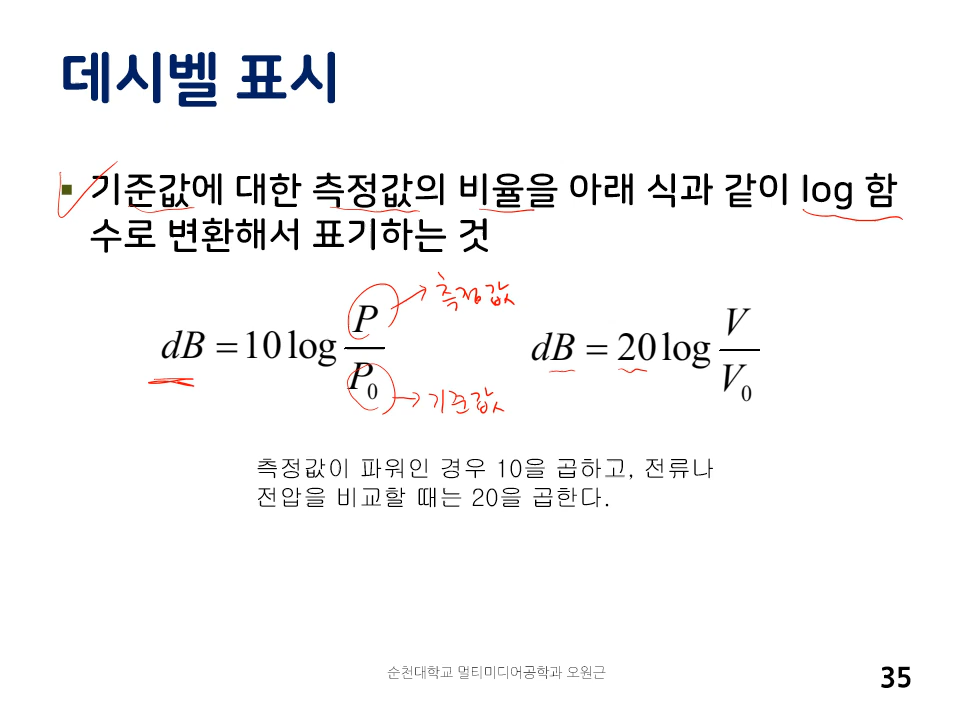 데시벨 표시
▪ 기준값에 대한 측정값의 비율을 아래 식과 같이 log 함
수로 변환해서 표기하는 것
측정값
dB = 10 log P/P₀
dB = 20 log V/V₀
기준값
측정값이 파워인 경우 10을 곱하고, 전류나
전압을 비교할 때는 20을 곱한다.
순천대학교 멀티미디어공학과 오원근
35